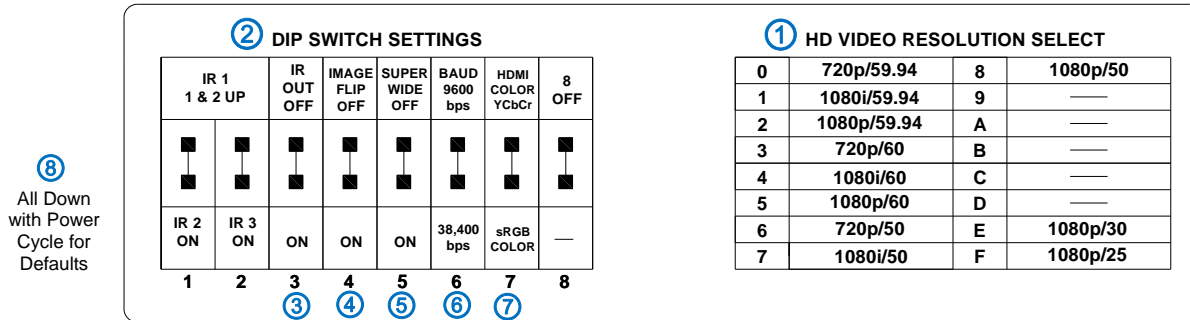 ② DIP SWITCH SETTINGS
IR 1
1 & 2 UP
IR
OUT
OFF
IMAGE
FLIP
OFF
SUPER
WIDE
OFF
BAUD
9600
bps
HDMI
COLOR
YCbCr
8
OFF
IR 2
ON
IR 3
ON
ON
ON
ON
38,400
bps
sRGB
COLOR
—
1 2 3 4 5 6 7 8
③ ④ ⑤ ⑥ ⑦
⑧
All Down
with Power
Cycle for
Defaults
① HD VIDEO RESOLUTION SELECT
0 720p/59.94 8 1080p/50
1 1080i/59.94 9 —
2 1080p/59.94 A —
3 720p/60 B —
4 1080i/60 C —
5 1080p/60 D —
6 720p/50 E 1080p/30
7 1080i/50 F 1080p/25